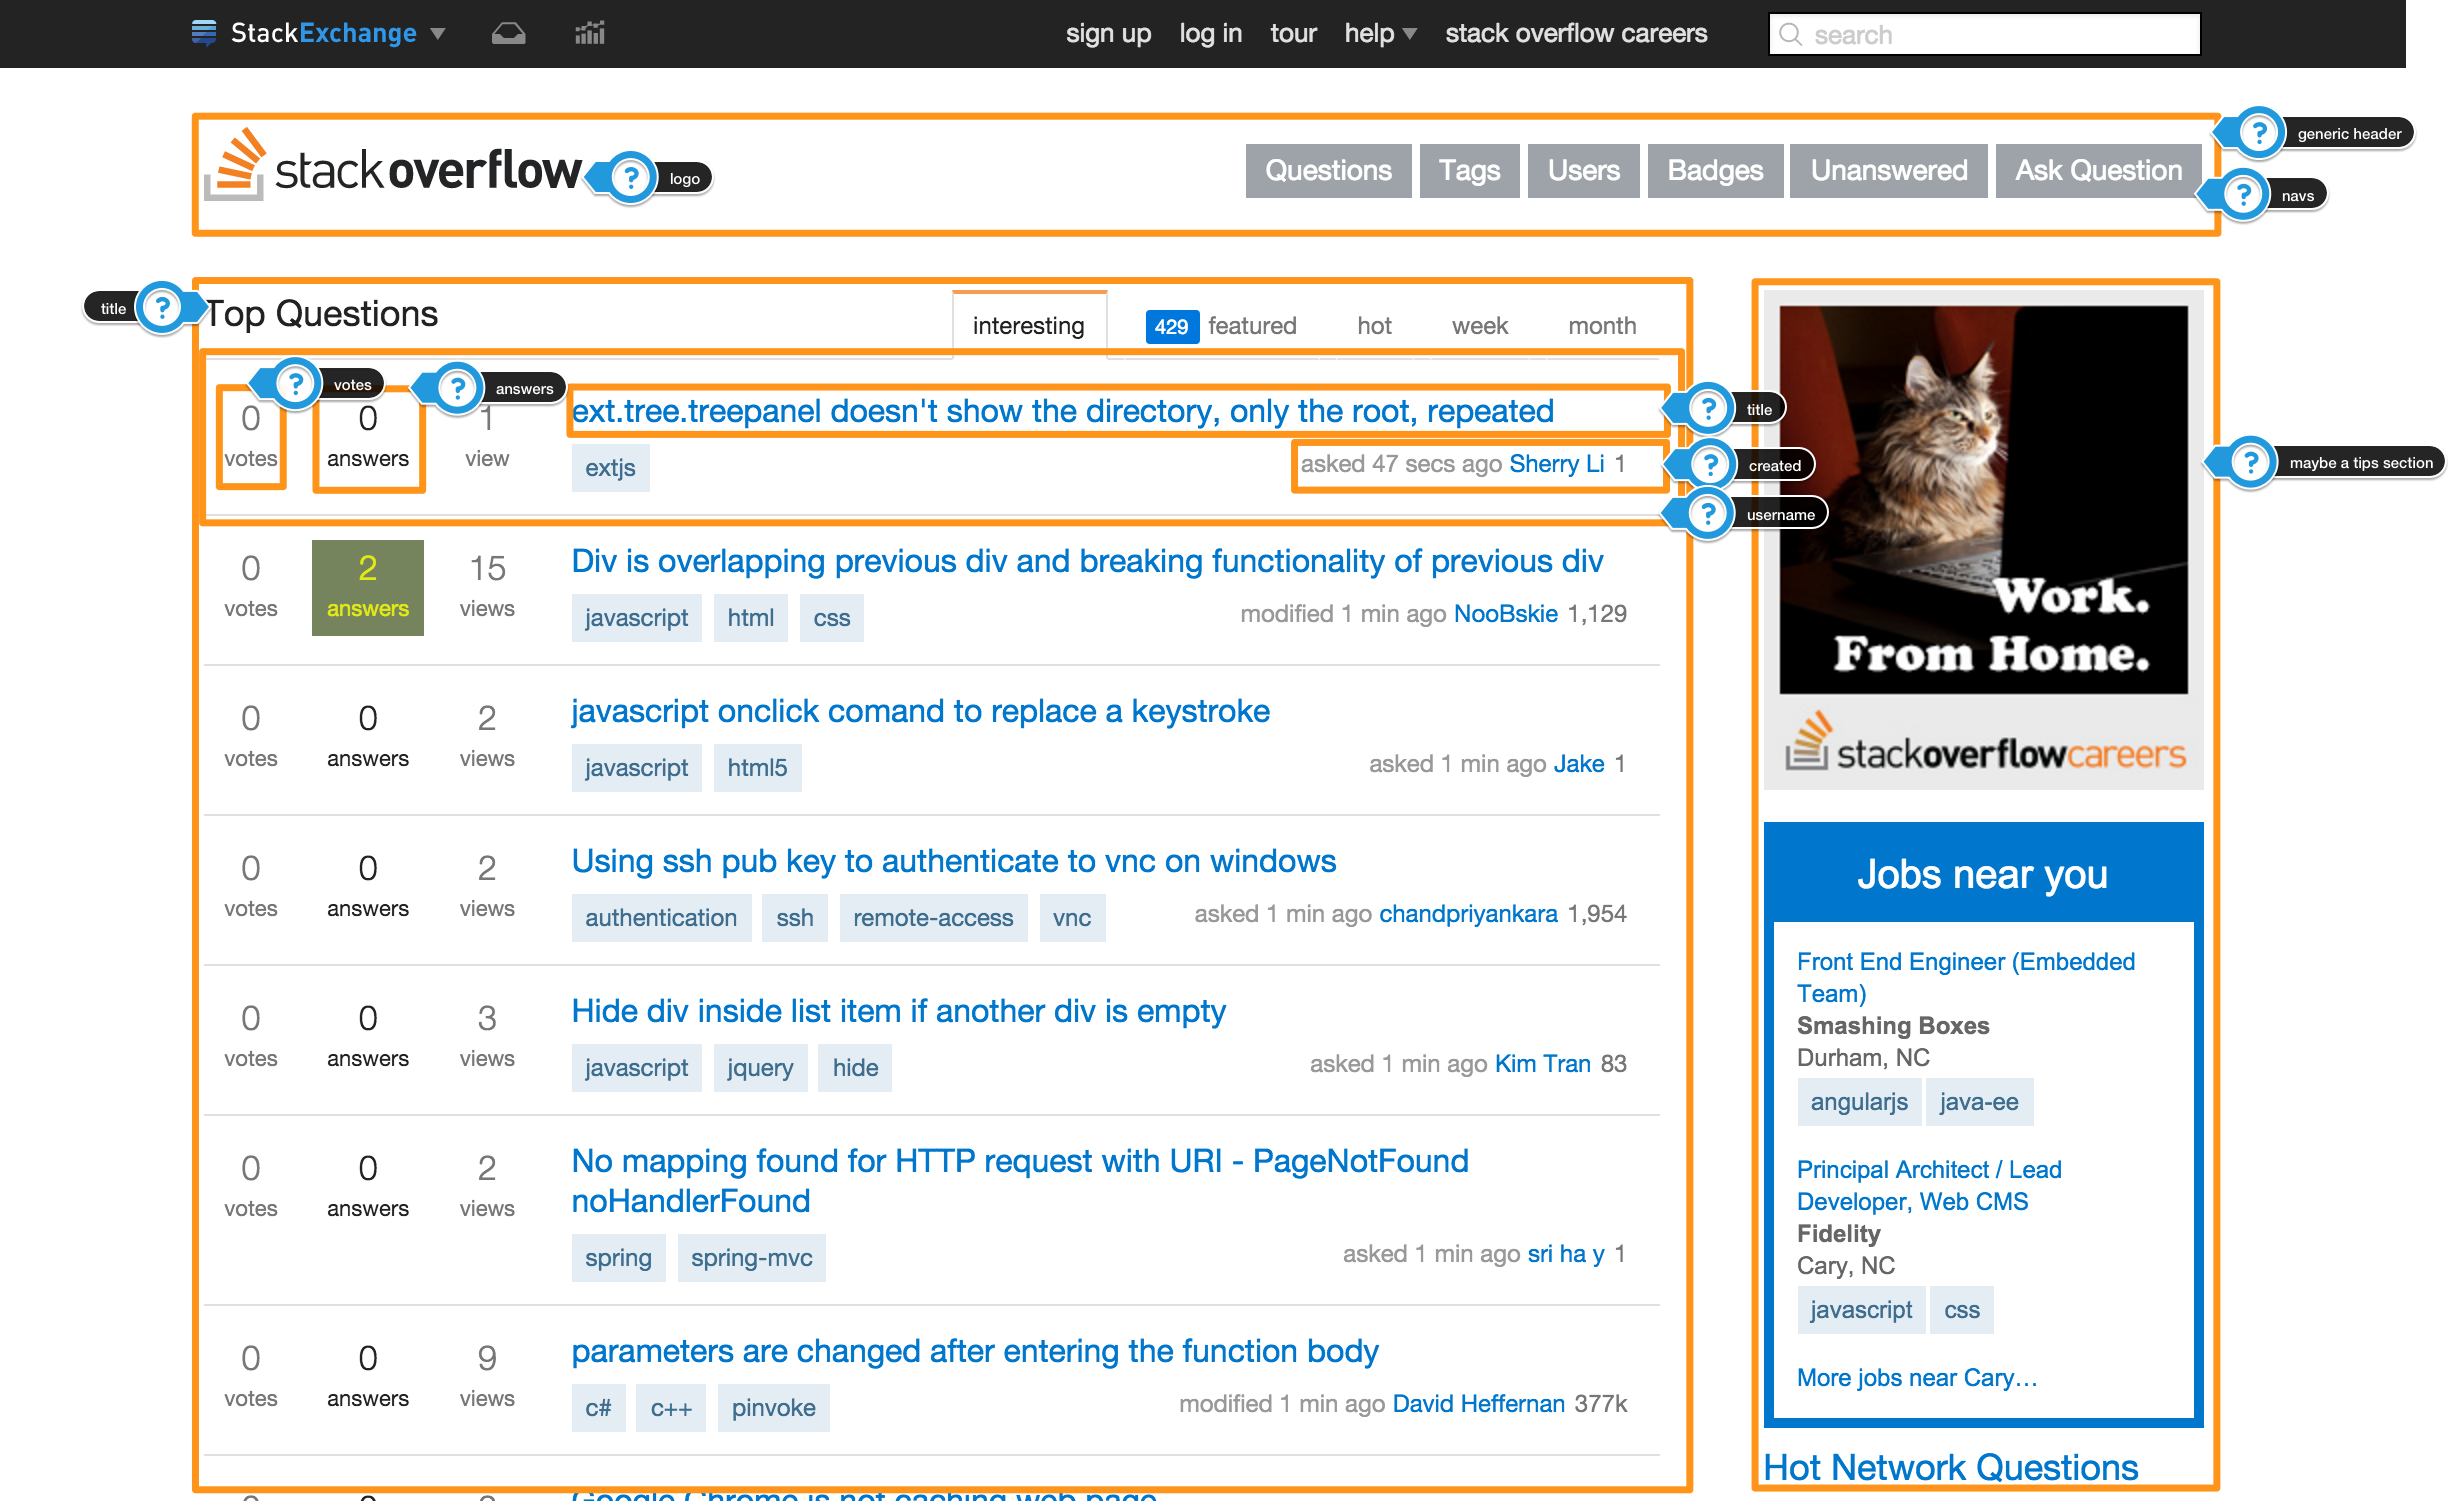 StackExchange
sign up log in tour help stack overflow careers
search
generic header
stack overflow
logo
Questions Tags Users Badges Unanswered Ask Question
navs
title
Top Questions
interesting 429 featured hot week month
votes
answers
0 votes
0 answers
1 view
ext.tree.treepanel doesn't show the directory, only the root, repeated
title
extjs
asked 47 secs ago Sherry Li 1
created
username
0 votes
2 answers
15 views
Div is overlapping previous div and breaking functionality of previous div
javascript html css
modified 1 min ago NooBskie 1,129
0 votes
0 answers
2 views
javascript onclick comand to replace a keystroke
javascript html5
asked 1 min ago Jake 1
0 votes
0 answers
2 views
Using ssh pub key to authenticate to vnc on windows
authentication ssh remote-access vnc
asked 1 min ago chandpriyankara 1,954
0 votes
0 answers
3 views
Hide div inside list item if another div is empty
javascript jquery hide
asked 1 min ago Kim Tran 83
0 votes
0 answers
2 views
No mapping found for HTTP request with URI - PageNotFound
noHandlerFound
spring spring-mvc
asked 1 min ago sri ha y 1
0 votes
0 answers
9 views
parameters are changed after entering the function body
c# c++ pinvoke
modified 1 min ago David Heffernan 377k
Google Chrome is not caching web page
maybe a tips section
Work.
From Home.
stackoverflowcareers
Jobs near you
Front End Engineer (Embedded
Team)
Smashing Boxes
Durham, NC
angularjs java-ee
Principal Architect / Lead
Developer, Web CMS
Fidelity
Cary, NC
javascript css
More jobs near Cary…
Hot Network Questions